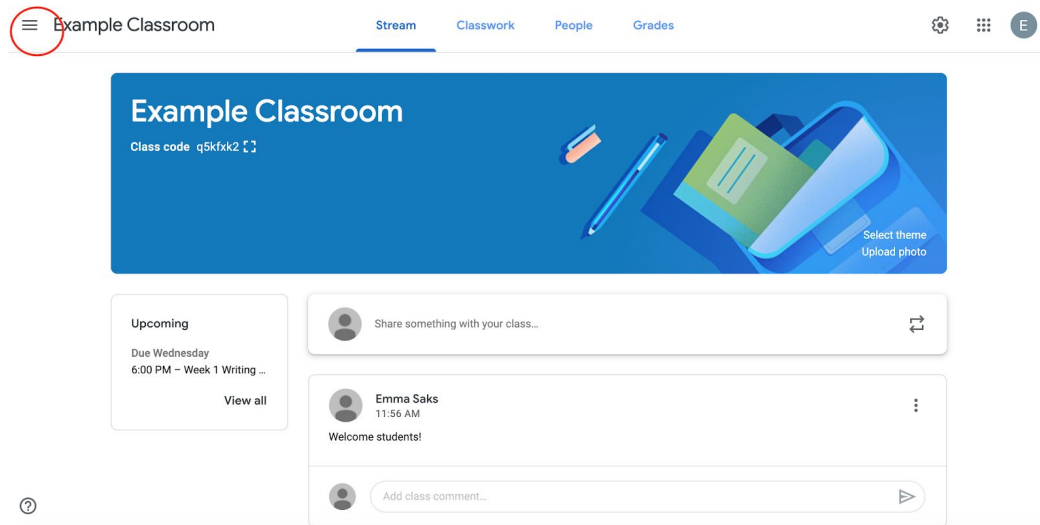 Example Classroom
Stream
Classwork
People
Grades
E
Example Classroom
Class code q5kfxk2
Select theme
Upload photo
Upcoming
Due Wednesday
6:00 PM – Week 1 Writing ...
View all
Share something with your class...
Emma Saks
11:56 AM
Welcome students!
Add class comment...